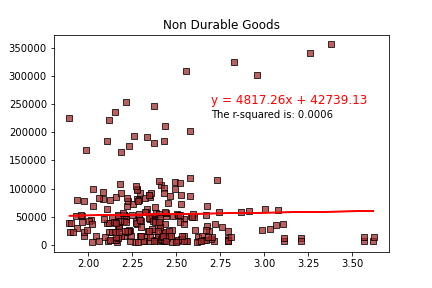 Non Durable Goods
350000
300000
250000
200000
150000
100000
50000
0
y = 4817.26x + 42739.13
The r-squared is: 0.0006
2.00 2.25 2.50 2.75 3.00 3.25 3.50